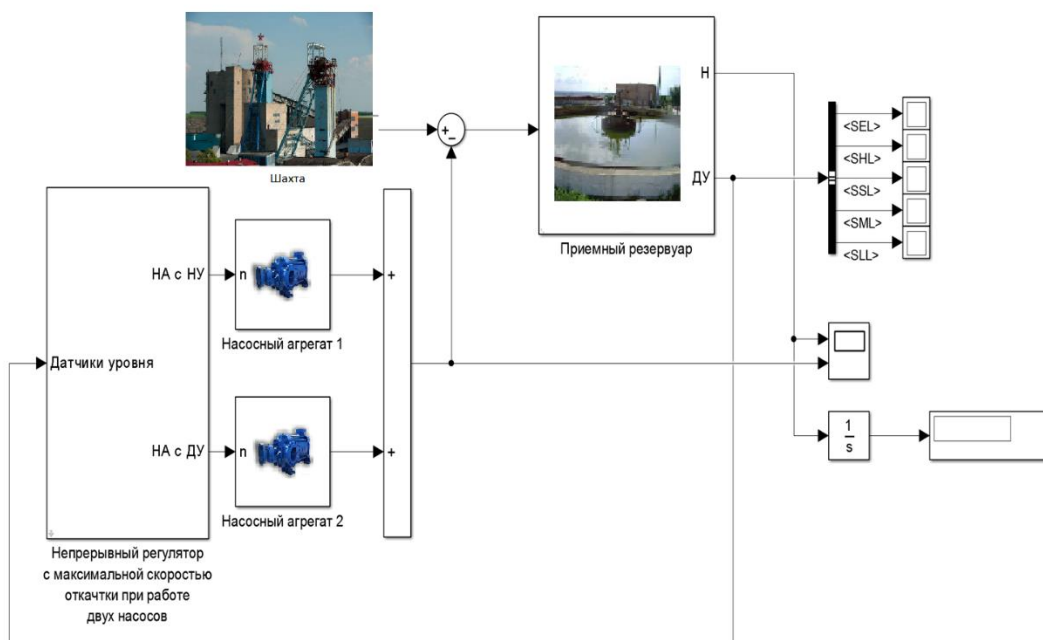 Шахта
Н
ДУ
Приемный резервуар
<SEL>
<SHL>
<SSL>
<SML>
<SLL>
+
−
Датчики уровня
НА с НУ
НА с ДУ
n
Насосный агрегат 1
n
Насосный агрегат 2
+
+
1
s
Непрерывный регулятор
с максимальной скоростью
откачтки при работе
двух насосов